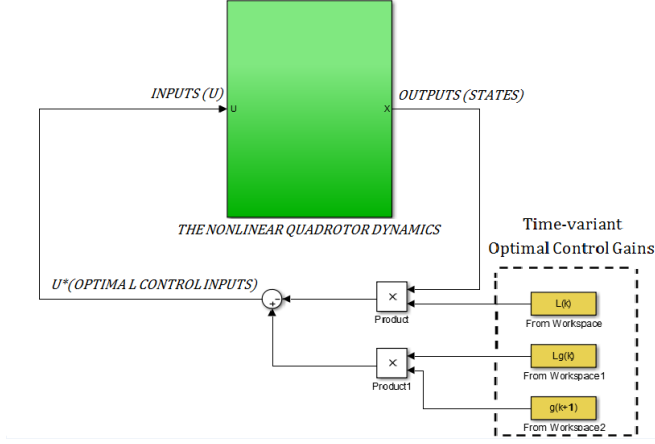 INPUTS (U)
OUTPUTS (STATES)
U
X
THE NONLINEAR QUADROTOR DYNAMICS
Time-variant
Optimal Control Gains
U*(OPTIMAL CONTROL INPUTS)
×
Product
L(k)
From Workspace
×
Product1
Lg(k)
From Workspace1
g(k+1)
From Workspace2